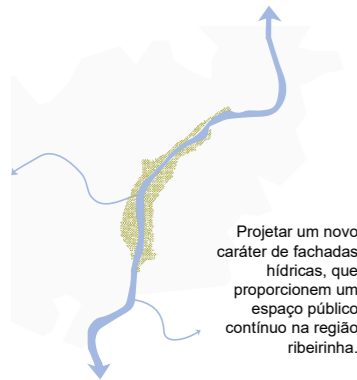 Projetar um novo
caráter de fachadas
hídricas, que
proporcionem um
espaço público
contínuo na região
ribeirinha.